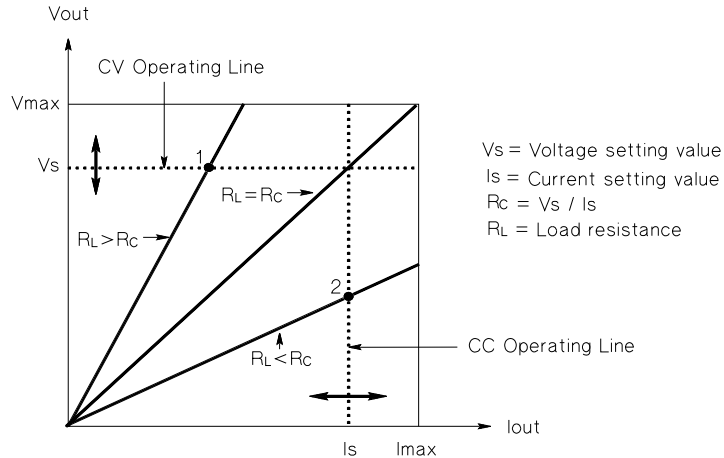 Vout
CV Operating Line
Vmax
1
Vs
RL=RC
RL>RC
2
RL<RC
CC Operating Line
Iout
Is
Imax
Vs = Voltage setting value
Is = Current setting value
RC = Vs / Is
RL = Load resistance